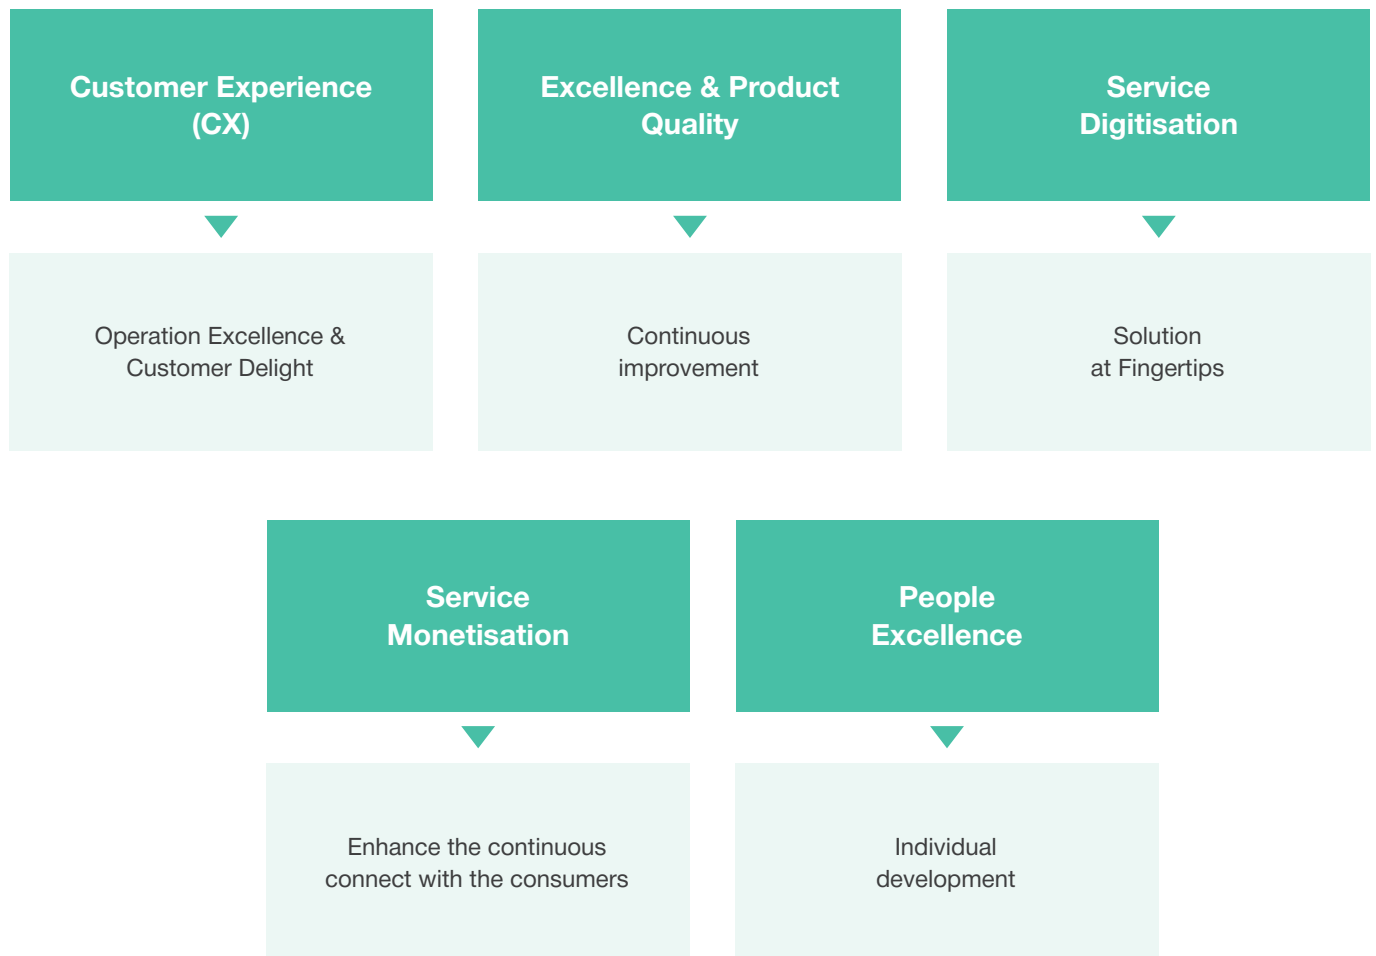 Customer Experience
(CX)
Operation Excellence &
Customer Delight
Excellence & Product
Quality
Continuous
improvement
Service
Digitisation
Solution
at Fingertips
Service
Monetisation
Enhance the continuous
connect with the consumers
People
Excellence
Individual
development